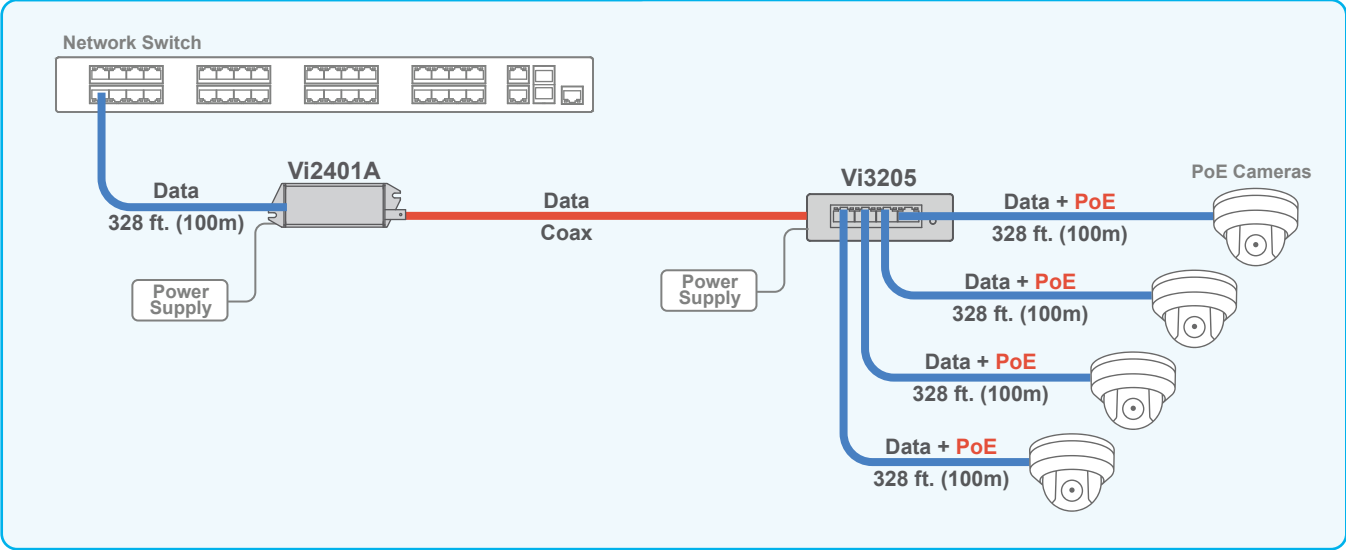 Network Switch
Vi2401A
Data
328 ft. (100m)
Power
Supply
Data
Coax
Vi3205
Power
Supply
PoE Cameras
Data + PoE
328 ft. (100m)
Data + PoE
328 ft. (100m)
Data + PoE
328 ft. (100m)
Data + PoE
328 ft. (100m)